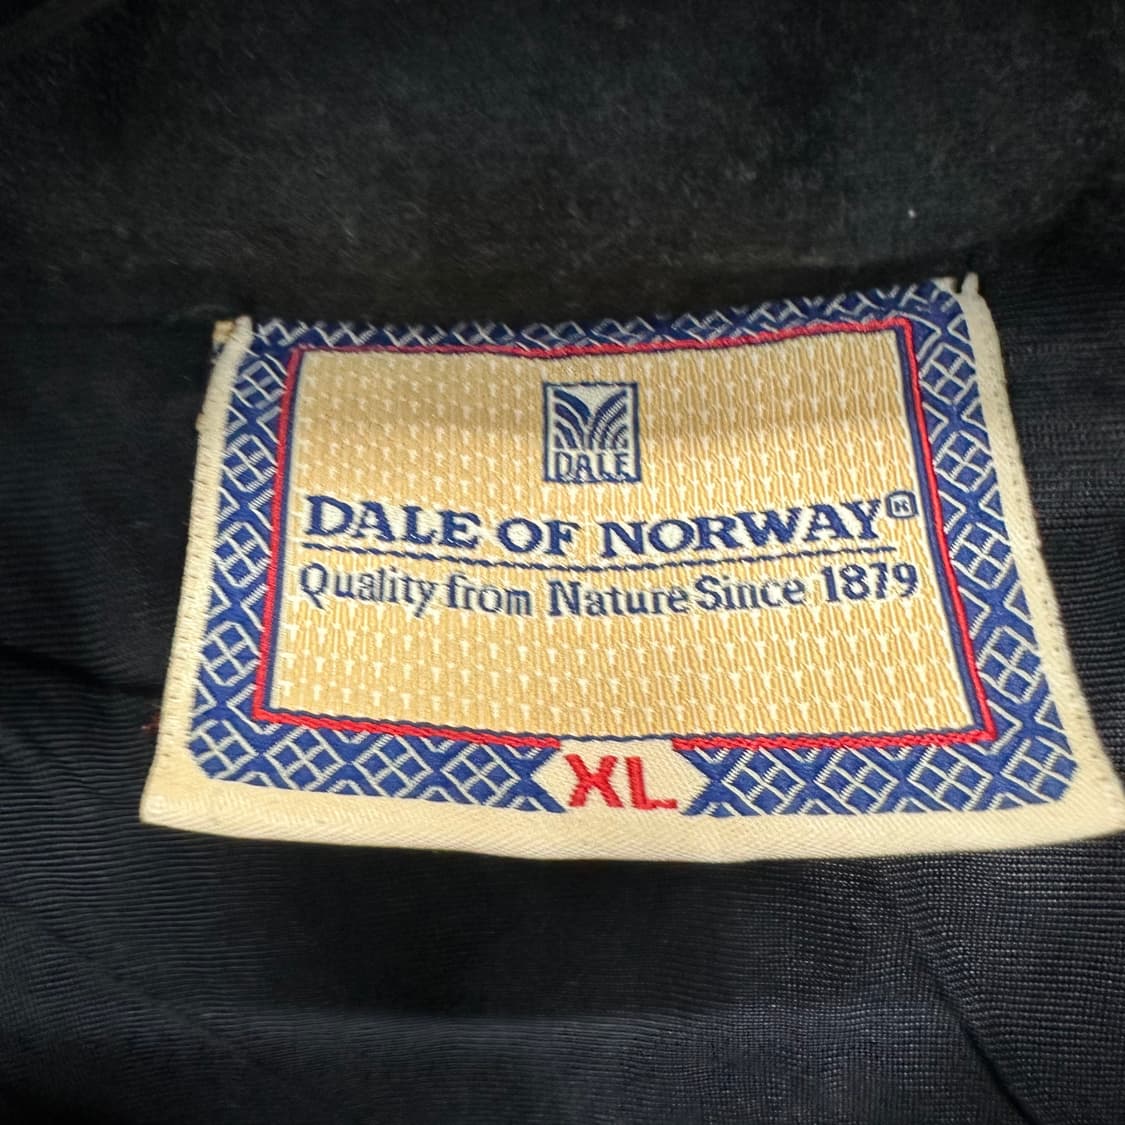 DALE
DALE OF NORWAY®
Quality from Nature Since 1879
XL